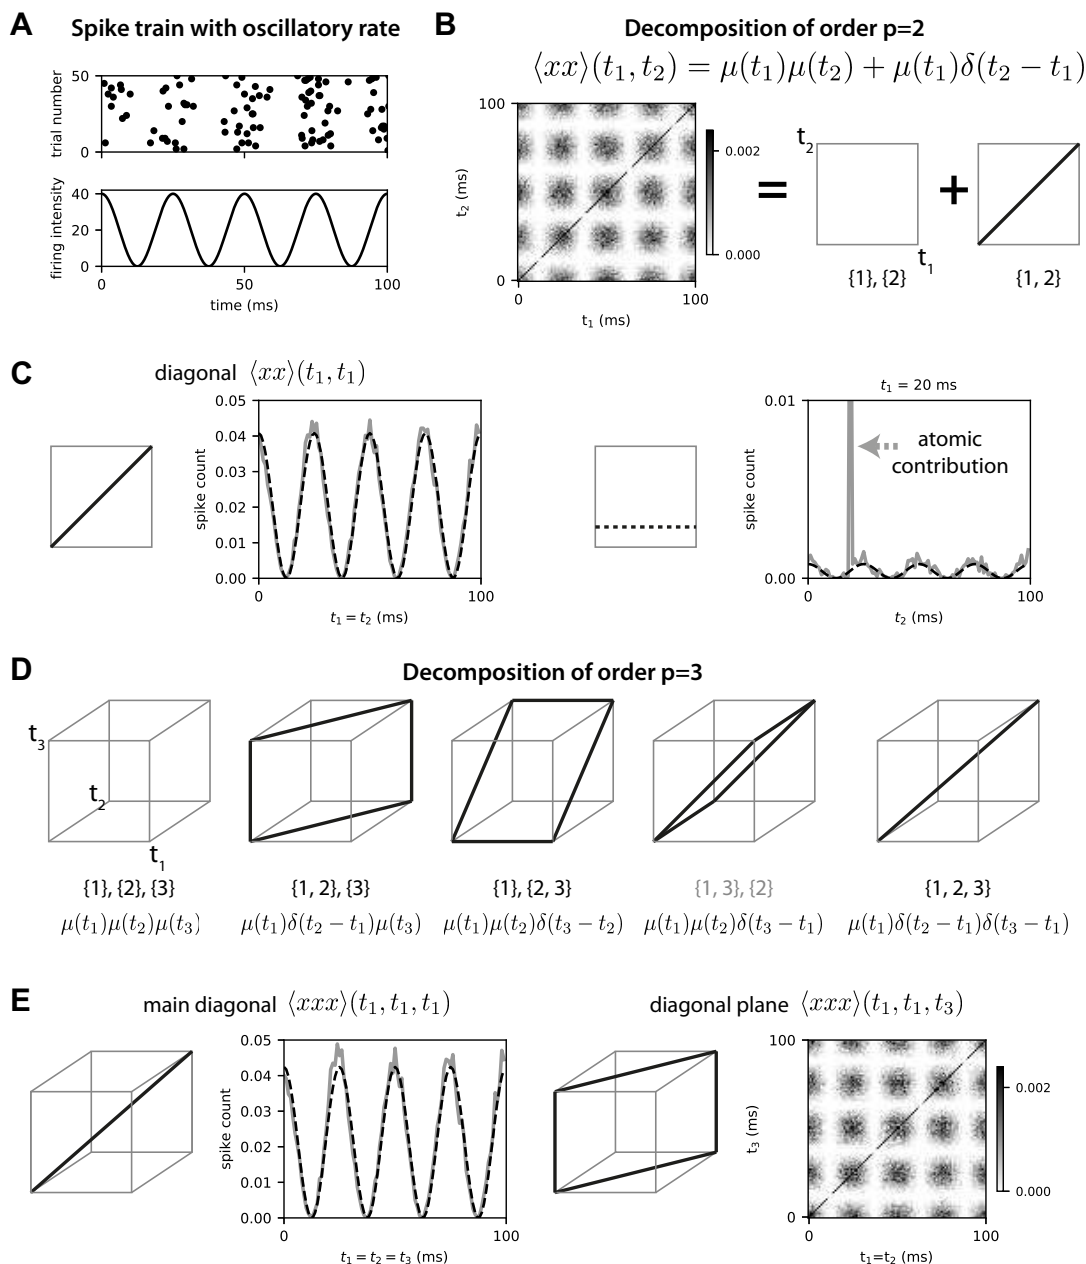 A Spike train with oscillatory rate
50
trial number
0
40
20
0
firing intensity
0 50 100
time (ms)
B Decomposition of order p=2
⟨xx⟩(t₁, t₂) = μ(t₁)μ(t₂) + μ(t₁)δ(t₂ − t₁)
100
t₂ (ms)
0
0 100
t₁ (ms)
0.002
0.000
=
t₂
t₁
{1}, {2}
+
{1, 2}
C
diagonal ⟨xx⟩(t₁, t₁)
0.05
0.04
0.03
0.02
0.01
0.00
spike count
0 100
t₁ = t₂ (ms)
t₁ = 20 ms
0.01
0.00
spike count
atomic
contribution
0 100
t₂ (ms)
D Decomposition of order p=3
t₃
t₂
t₁
{1}, {2}, {3} {1, 2}, {3} {1}, {2, 3} {1, 3}, {2} {1, 2, 3}
μ(t₁)μ(t₂)μ(t₃) μ(t₁)δ(t₂ − t₁)μ(t₃) μ(t₁)μ(t₂)δ(t₃ − t₂) μ(t₁)μ(t₂)δ(t₃ − t₁) μ(t₁)δ(t₂ − t₁)δ(t₃ − t₁)
E
main diagonal ⟨xxx⟩(t₁, t₁, t₁)
0.05
0.04
0.03
0.02
0.01
0.00
spike count
0 100
t₁ = t₂ = t₃ (ms)
diagonal plane ⟨xxx⟩(t₁, t₁, t₃)
100
t₃ (ms)
0
0 100
t₁=t₂ (ms)
0.002
0.000